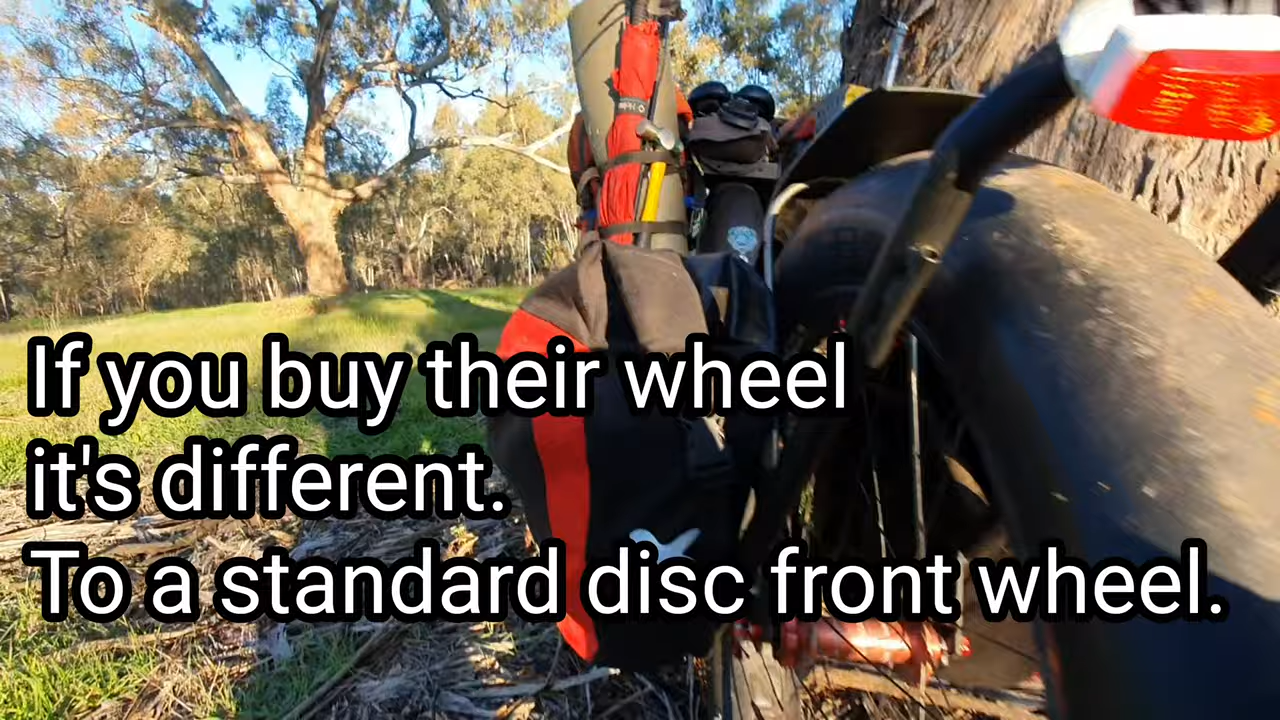 If you buy their wheel
it's different.
To a standard disc front wheel.